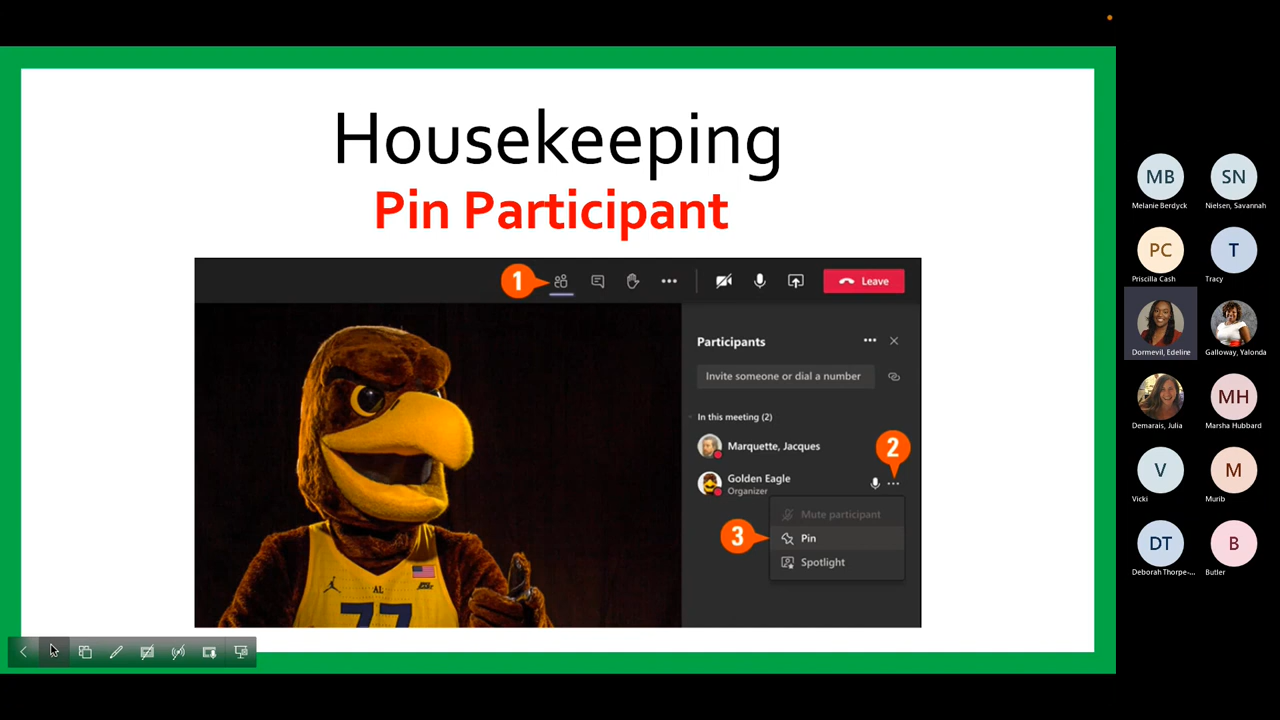 Housekeeping
Pin Participant
1
Leave
Participants
Invite someone or dial a number
In this meeting (2)
Marquette, Jacques
2
Golden Eagle
Organizer
Mute participant
3
Pin
Spotlight
AL
77
MB
SN
Melanie Berdyck
Nielsen, Savannah
PC
T
Priscilla Cash
Tracy
Dormevil, Edeline
Galloway, Yalonda
MH
Demarais, Julia
Marsha Hubbard
V
M
Vicki
Murib
DT
B
Deborah Thorpe-...
Butler